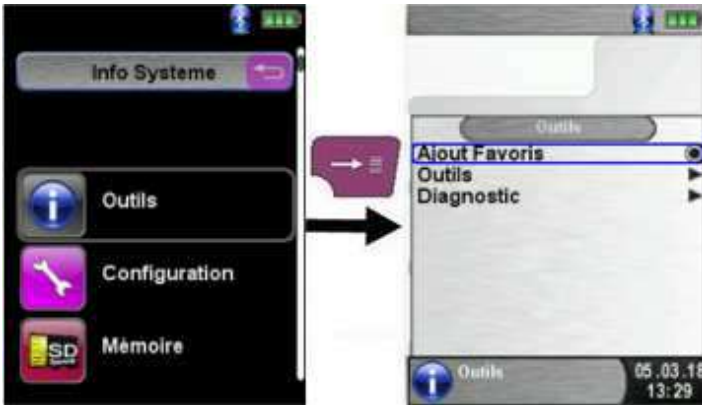 Info Systeme
Outils
Configuration
Mémoire
SD
Outils
Ajout Favoris
Outils
Diagnostic
Outils
05.03.18
13:29